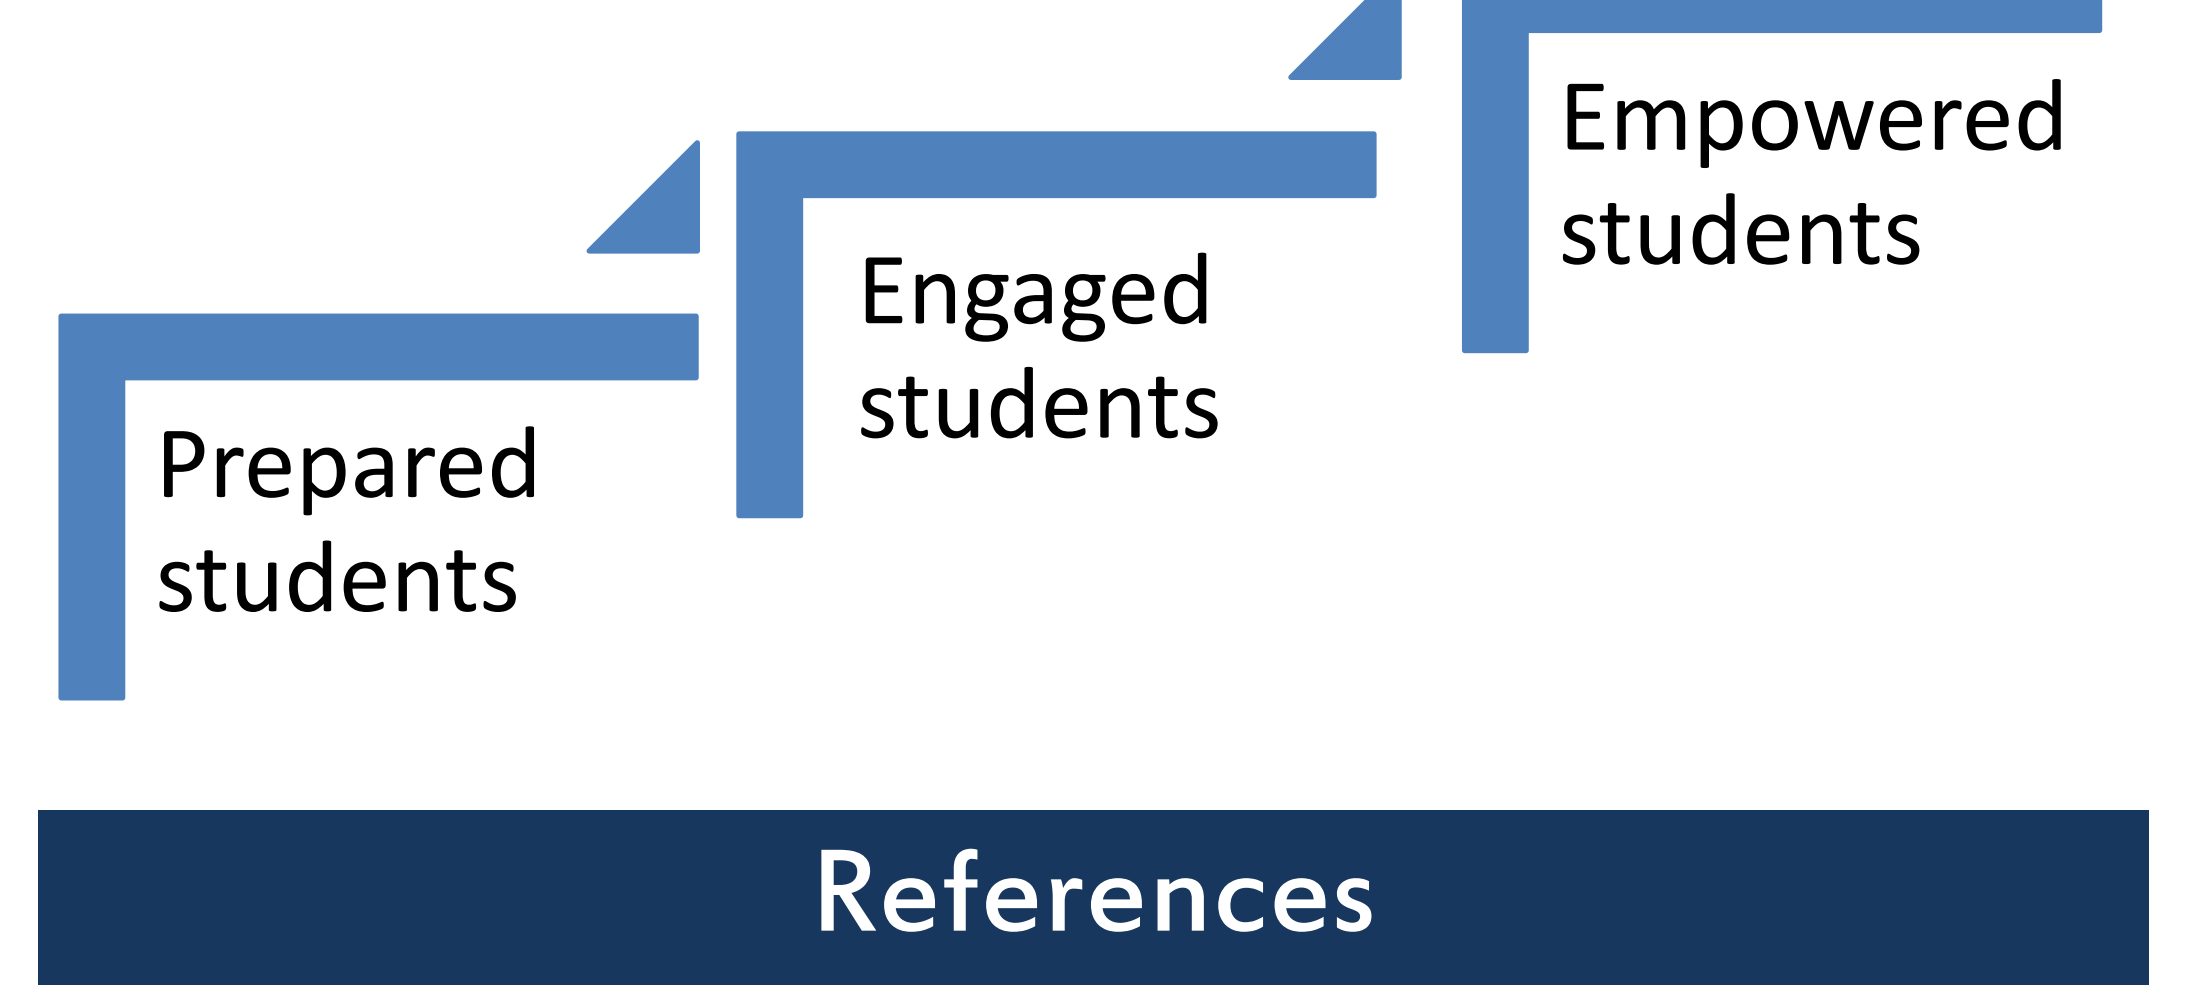 Prepared
students
Engaged
students
Empowered
students
References